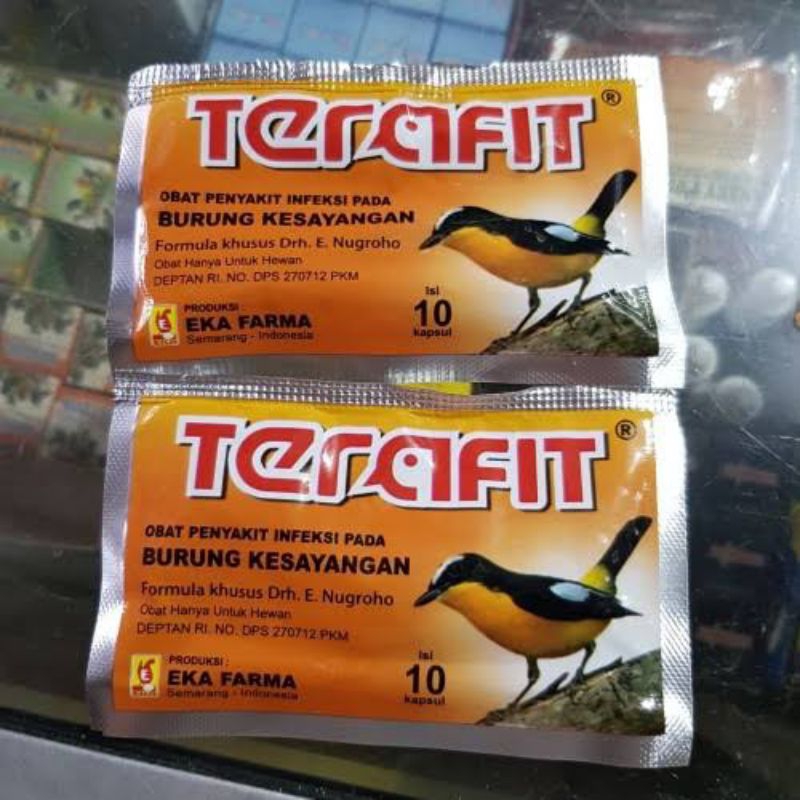 TERAFIT ®
OBAT PENYAKIT INFEKSI PADA
BURUNG KESAYANGAN
Formula khusus Drh. E. Nugroho
Obat Hanya Untuk Hewan
DEPTAN RI. NO. DPS 270712 PKM
PRODUKSI :
EKA FARMA
Semarang - Indonesia
Isi
10
kapsul
TERAFIT ®
OBAT PENYAKIT INFEKSI PADA
BURUNG KESAYANGAN
Formula khusus Drh. E. Nugroho
Obat Hanya Untuk Hewan
DEPTAN RI. NO. DPS 270712 PKM
PRODUKSI :
EKA FARMA
Semarang - Indonesia
Isi
10
kapsul